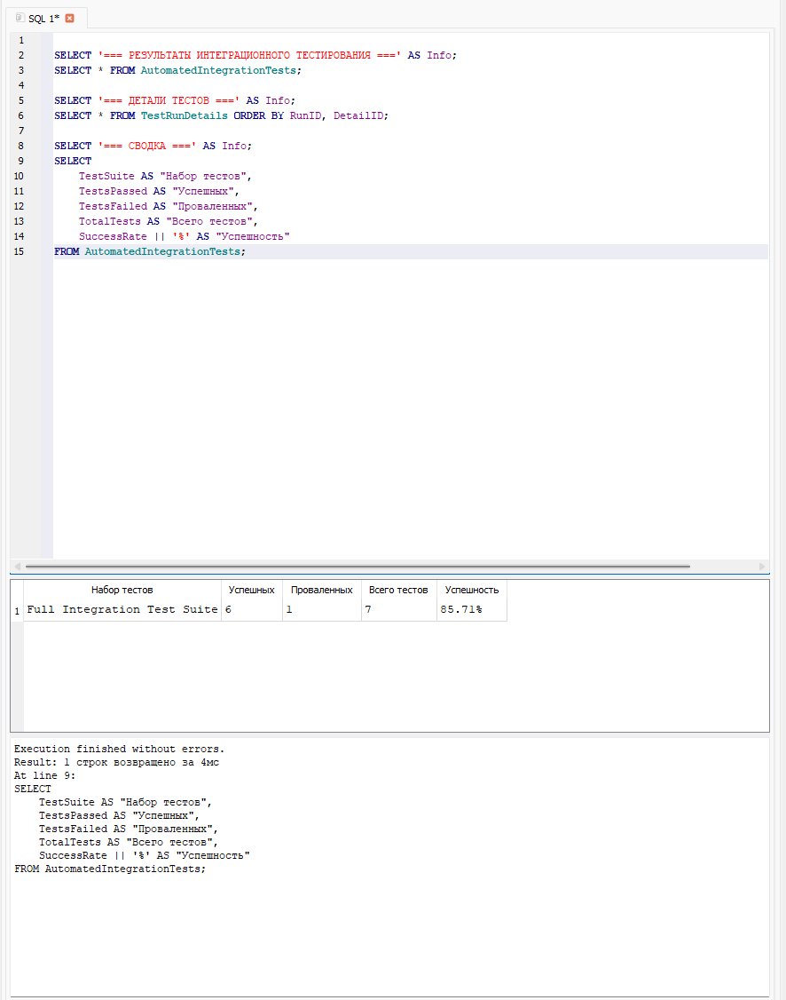 SQL 1*
1
2 SELECT '=== РЕЗУЛЬТАТЫ ИНТЕГРАЦИОННОГО ТЕСТИРОВАНИЯ ===' AS Info;
3 SELECT * FROM AutomatedIntegrationTests;
4
5 SELECT '=== ДЕТАЛИ ТЕСТОВ ===' AS Info;
6 SELECT * FROM TestRunDetails ORDER BY RunID, DetailID;
7
8 SELECT '=== СВОДКА ===' AS Info;
9 SELECT
10 TestSuite AS "Набор тестов",
11 TestsPassed AS "Успешных",
12 TestsFailed AS "Проваленных",
13 TotalTests AS "Всего тестов",
14 SuccessRate || '%' AS "Успешность"
15 FROM AutomatedIntegrationTests;
Набор тестов Успешных Проваленных Всего тестов Успешность
1 Full Integration Test Suite 6 1 7 85.71%
Execution finished without errors.
Result: 1 строк возвращено за 4мс
At line 9:
SELECT
TestSuite AS "Набор тестов",
TestsPassed AS "Успешных",
TestsFailed AS "Проваленных",
TotalTests AS "Всего тестов",
SuccessRate || '%' AS "Успешность"
FROM AutomatedIntegrationTests;